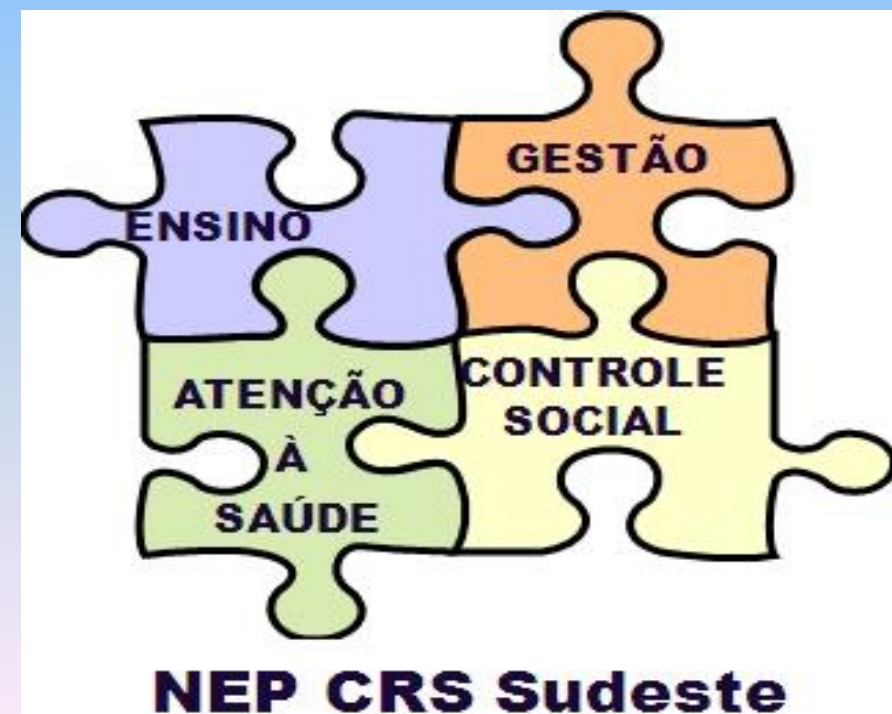 ENSINO
GESTÃO
ATENÇÃO
À
SAÚDE
CONTROLE
SOCIAL
NEP CRS Sudeste